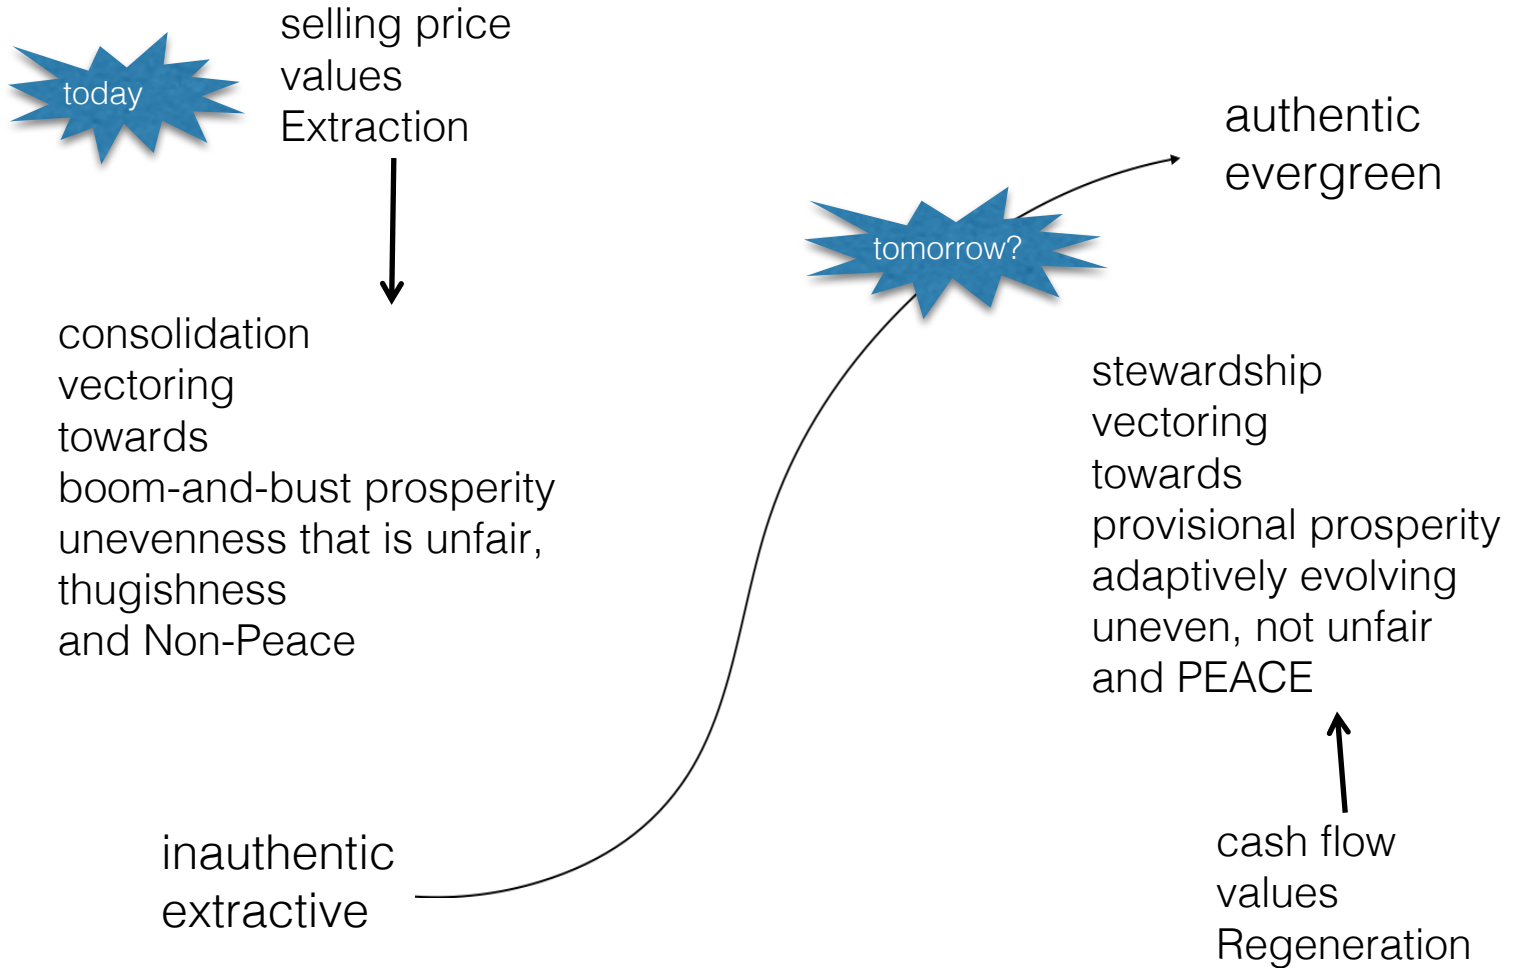 today
selling price
values
Extraction
consolidation
vectoring
towards
boom-and-bust prosperity
unevenness that is unfair,
thugishness
and Non-Peace
inauthentic
extractive
tomorrow?
authentic
evergreen
stewardship
vectoring
towards
provisional prosperity
adaptively evolving
uneven, not unfair
and PEACE
cash flow
values
Regeneration